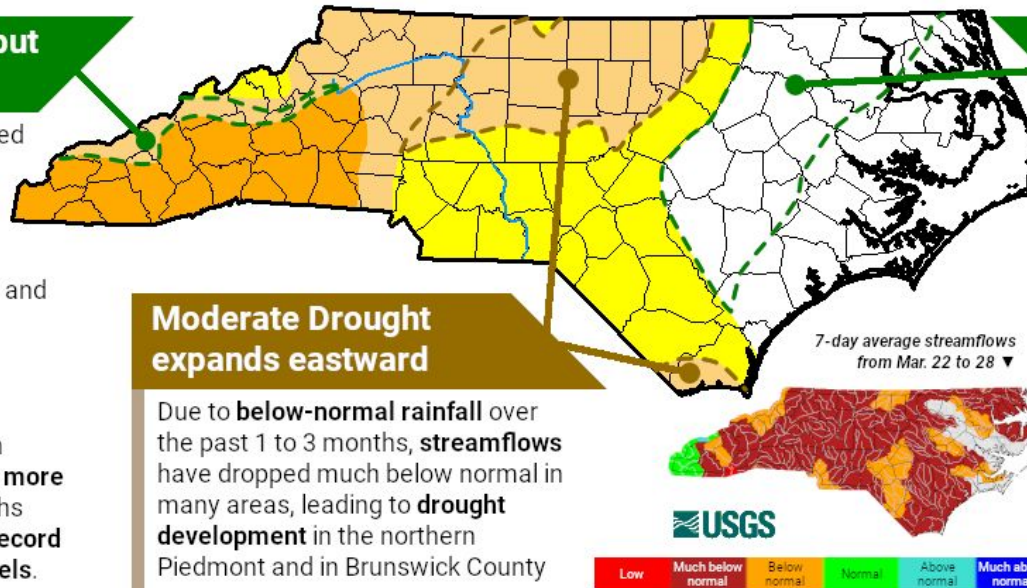 out
ed
and
more
ths
ecord
els.
Moderate Drought
expands eastward
Due to below-normal rainfall over
the past 1 to 3 months, streamflows
have dropped much below normal in
many areas, leading to drought
development in the northern
Piedmont and in Brunswick County
7-day average streamflows
from Mar. 22 to 28 ▼
USGS
Low
Much below
normal
Below
normal
Normal
Above
normal
Much ab
norm